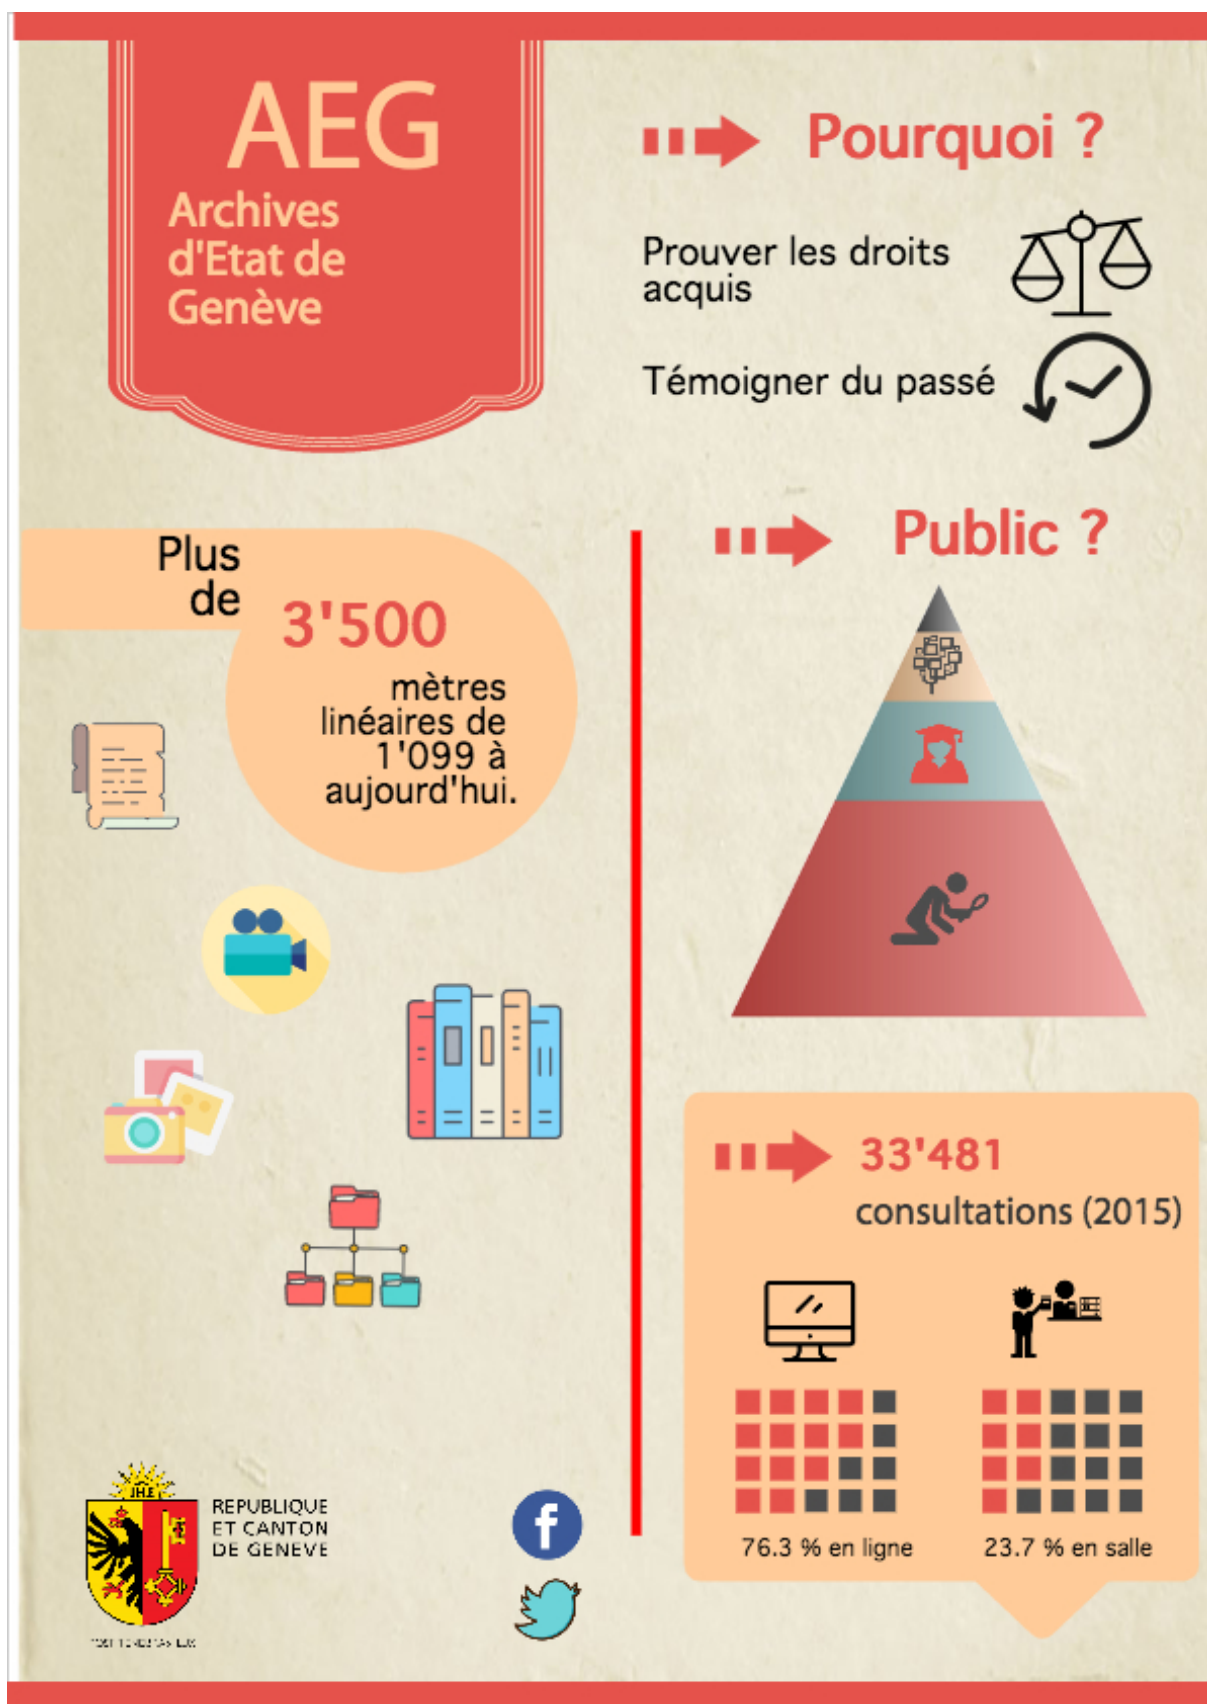 AEG
Archives
d'Etat de
Genève
Pourquoi ?
Prouver les droits
acquis
Témoigner du passé
Plus
de
3'500
mètres
linéaires de
1'099 à
aujourd'hui.
Public ?
33'481
consultations (2015)
76.3 % en ligne
23.7 % en salle
REPUBLIQUE
ET CANTON
DE GENEVE